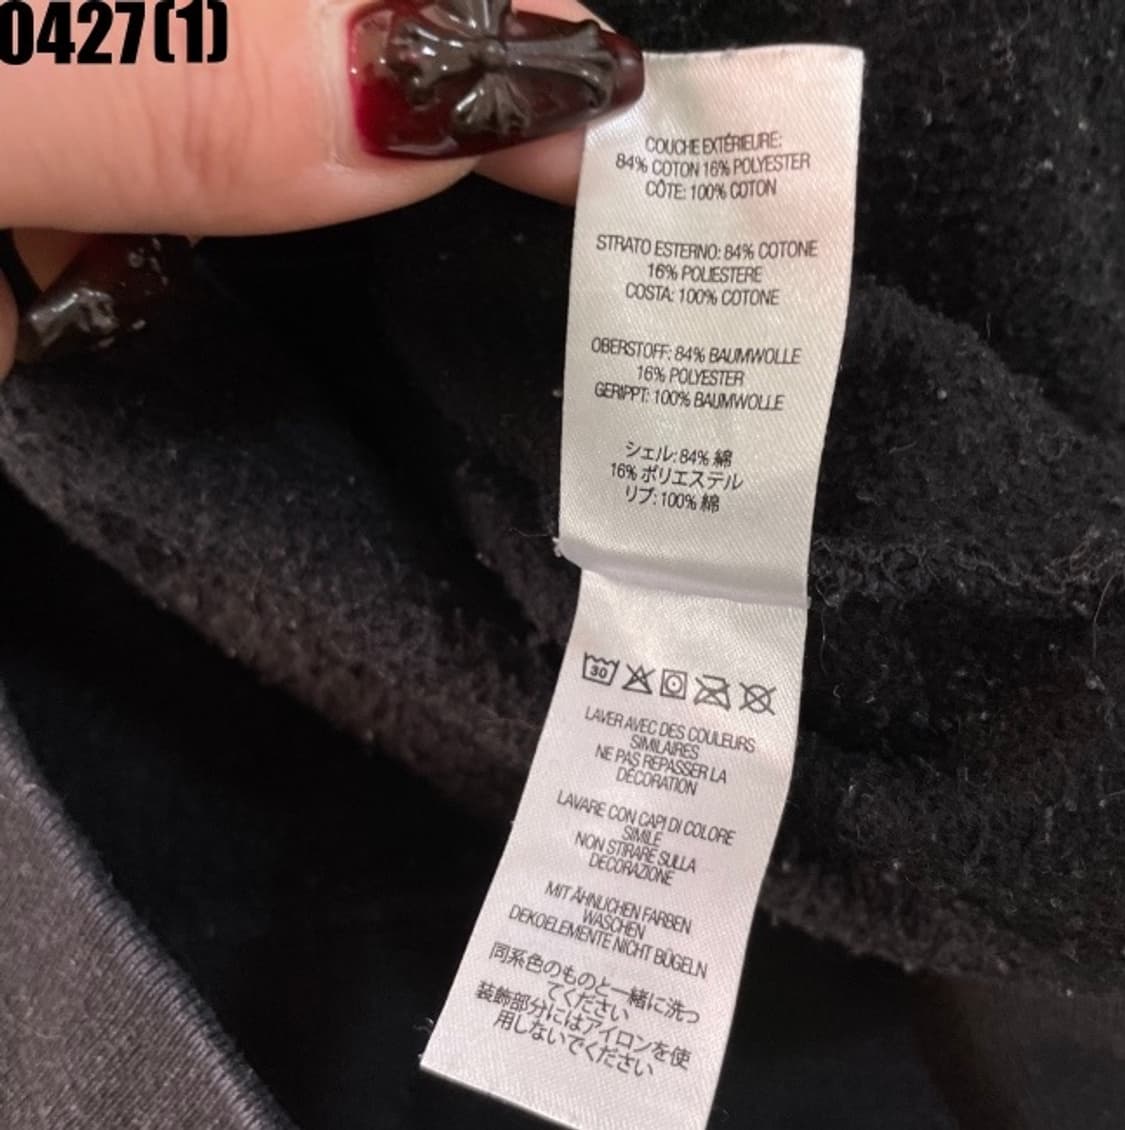 0427(1)
COUCHE EXTÉRIEURE:
84% COTON 16% POLYESTER
CÔTE: 100% COTON
STRATO ESTERNO: 84% COTONE
16% POLIESTERE
COSTA: 100% COTONE
OBERSTOFF: 84% BAUMWOLLE
16% POLYESTER
GERIPPT: 100% BAUMWOLLE
シェル: 84% 綿
16% ポリエステル
リブ: 100% 綿
30
LAVER AVEC DES COULEURS
SIMILAIRES
NE PAS REPASSER LA
DÉCORATION
LAVARE CON CAPI DI COLORE
SIMILE
NON STIRARE SULLA
DECORAZIONE
MIT ÄHNLICHEN FARBEN
WASCHEN
DEKOELEMENTE NICHT BÜGELN
同系色のものと一緒に洗っ
てください
装飾部分にはアイロンを使
用しないでください